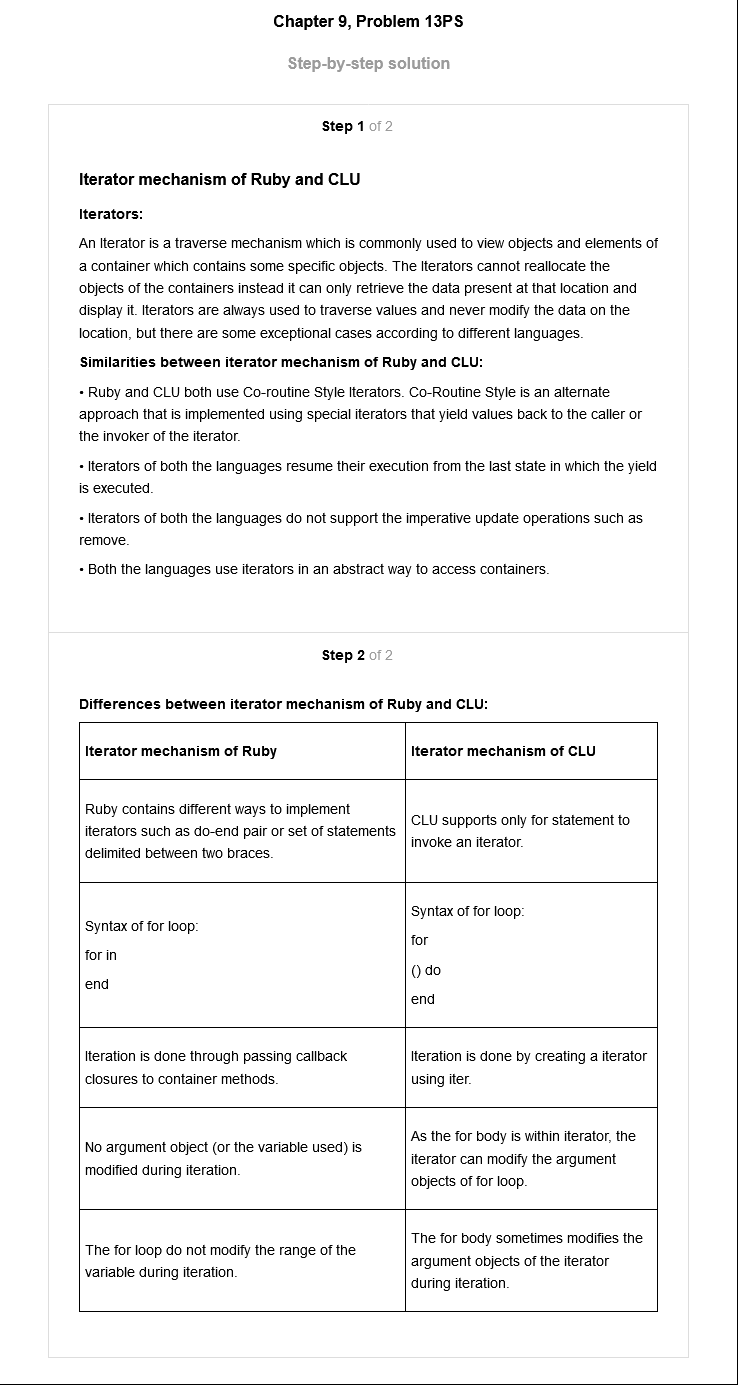 Chapter 9, Problem 13PS
Step-by-step solution
Step 1 of 2
Iterator mechanism of Ruby and CLU
Iterators:
An Iterator is a traverse mechanism which is commonly used to view objects and elements of
a container which contains some specific objects. The Iterators cannot reallocate the
objects of the containers instead it can only retrieve the data present at that location and
display it. Iterators are always used to traverse values and never modify the data on the
location, but there are some exceptional cases according to different languages.
Similarities between iterator mechanism of Ruby and CLU:
• Ruby and CLU both use Co-routine Style Iterators. Co-Routine Style is an alternate
approach that is implemented using special iterators that yield values back to the caller or
the invoker of the iterator.
• Iterators of both the languages resume their execution from the last state in which the yield
is executed.
• Iterators of both the languages do not support the imperative update operations such as
remove.
• Both the languages use iterators in an abstract way to access containers.
Step 2 of 2
Differences between iterator mechanism of Ruby and CLU:
Iterator mechanism of Ruby
Iterator mechanism of CLU
Ruby contains different ways to implement
iterators such as do-end pair or set of statements
delimited between two braces.
CLU supports only for statement to
invoke an iterator.
Syntax of for loop:
for in
end
Syntax of for loop:
for
() do
end
Iteration is done through passing callback
closures to container methods.
Iteration is done by creating a iterator
using iter.
No argument object (or the variable used) is
modified during iteration.
As the for body is within iterator, the
iterator can modify the argument
objects of for loop.
The for loop do not modify the range of the
variable during iteration.
The for body sometimes modifies the
argument objects of the iterator
during iteration.